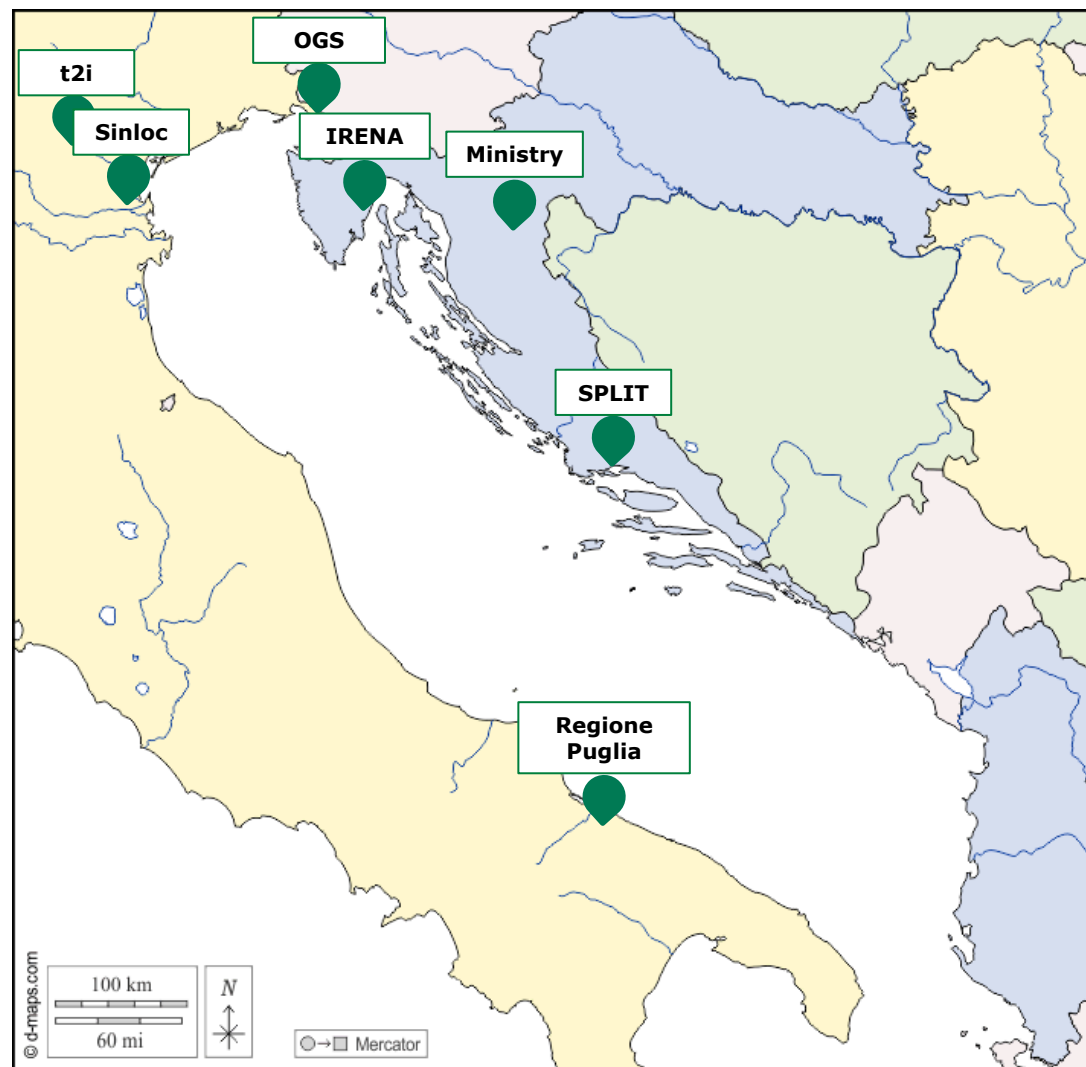 OGS
t2i
Sinloc
IRENA
Ministry
SPLIT
Regione
Puglia
© d-maps.com
100 km
60 mi
N
Mercator